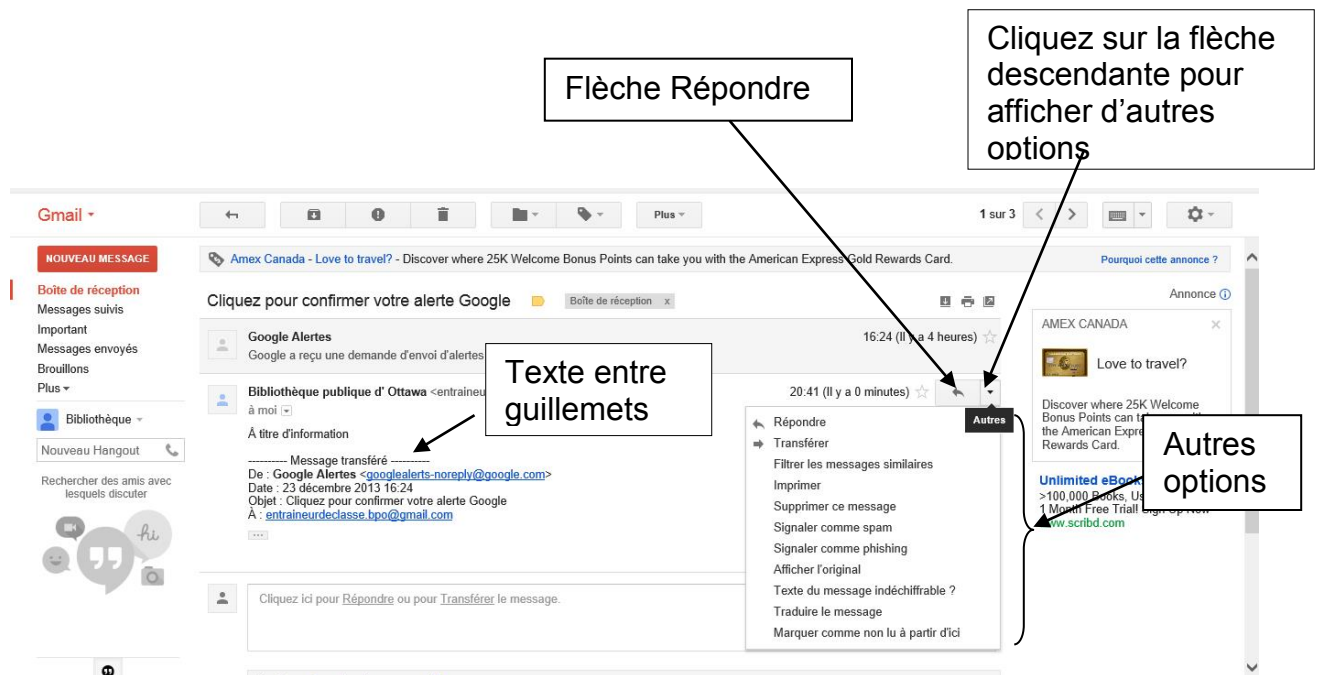 Cliquez sur la flèche
descendante pour
afficher d'autres
options
Flèche Répondre
Gmail
Plus
1 sur 3
NOUVEAU MESSAGE
Boîte de réception
Messages suivis
Important
Messages envoyés
Brouillons
Plus
Bibliothèque
Nouveau Hangout
Rechercher des amis avec
lesquels discuter
hi
Amex Canada - Love to travel? - Discover where 25K Welcome Bonus Points can take you with the American Express Gold Rewards Card.
Pourquoi cette annonce ?
Cliquez pour confirmer votre alerte Google
Boîte de réception x
Google Alertes
16:24 (Il y a 4 heures)
Google a reçu une demande d'envoi d'alertes
Texte entre
guillemets
Bibliothèque publique d' Ottawa
20:41 (Il y a 0 minutes)
à moi
Autres
À titre d'information
---------- Message transféré ----------
De : Google Alertes <googlealerts-noreply@google.com>
Date : 23 décembre 2013 16:24
Objet : Cliquez pour confirmer votre alerte Google
À : entraineurdeclasse.bpo@gmail.com
Répondre
Transférer
Filtrer les messages similaires
Imprimer
Supprimer ce message
Signaler comme spam
Signaler comme phishing
Afficher l'original
Texte du message indéchiffrable ?
Traduire le message
Marquer comme non lu à partir d'ici
Cliquez ici pour Répondre ou pour Transférer le message.
Annonce
AMEX CANADA
Love to travel?
Discover where 25K Welcome
Bonus Points can
the American
Rewards Card.
Autres
options
Unlimited
>100,000 Books,
1 Month Free Trial! Sign Up Now
www.scribd.com